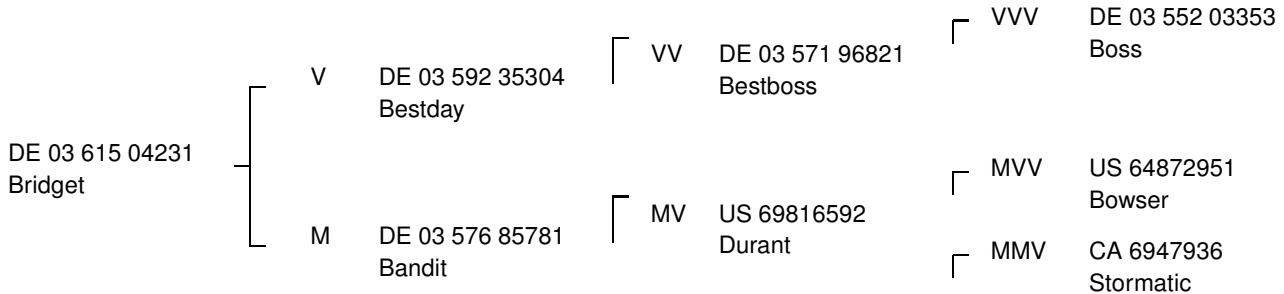 DE 03 615 04231
Bridget
V DE 03 592 35304
Bestday
M DE 03 576 85781
Bandit
VV DE 03 571 96821
Bestboss
MV US 69816592
Durant
VVV DE 03 552 03353
Boss
MVV US 64872951
Bowser
MMV CA 6947936
Stormatic